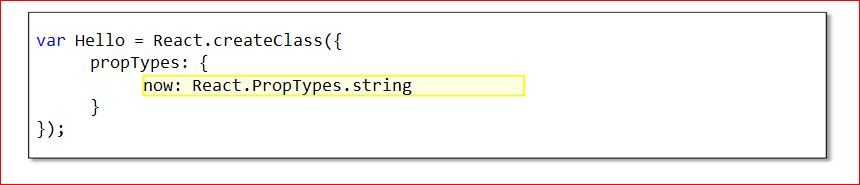 var Hello = React.createClass({
propTypes: {
now: React.PropTypes.string
}
});